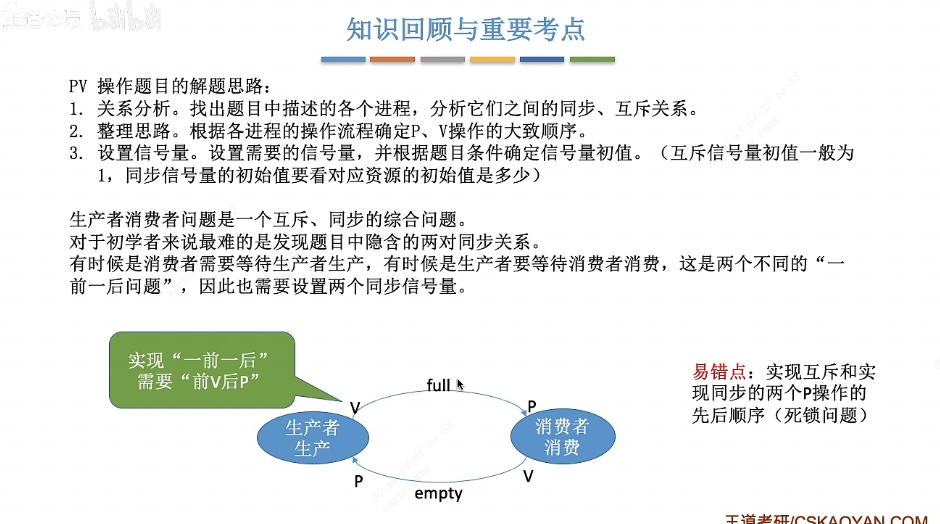 王道论坛 bilibili
知识回顾与重要考点
PV 操作题目的解题思路：
1. 关系分析。找出题目中描述的各个进程，分析它们之间的同步、互斥关系。
2. 整理思路。根据各进程的操作流程确定P、V操作的大致顺序。
3. 设置信号量。设置需要的信号量，并根据题目条件确定信号量初值。（互斥信号量初值一般为
1，同步信号量的初始值要看对应资源的初始值是多少）
生产者消费者问题是一个互斥、同步的综合问题。
对于初学者来说最难的是发现题目中隐含的两对同步关系。
有时候是消费者需要等待生产者生产，有时候是生产者要等待消费者消费，这是两个不同的“一
前一后问题”，因此也需要设置两个同步信号量。
实现“一前一后”
需要“前V后P”
full
V
P
生产者
生产
消费者
消费
P
V
empty
易错点：实现互斥和实
现同步的两个P操作的
先后顺序（死锁问题）
王道考研/CSKAOYAN.COM